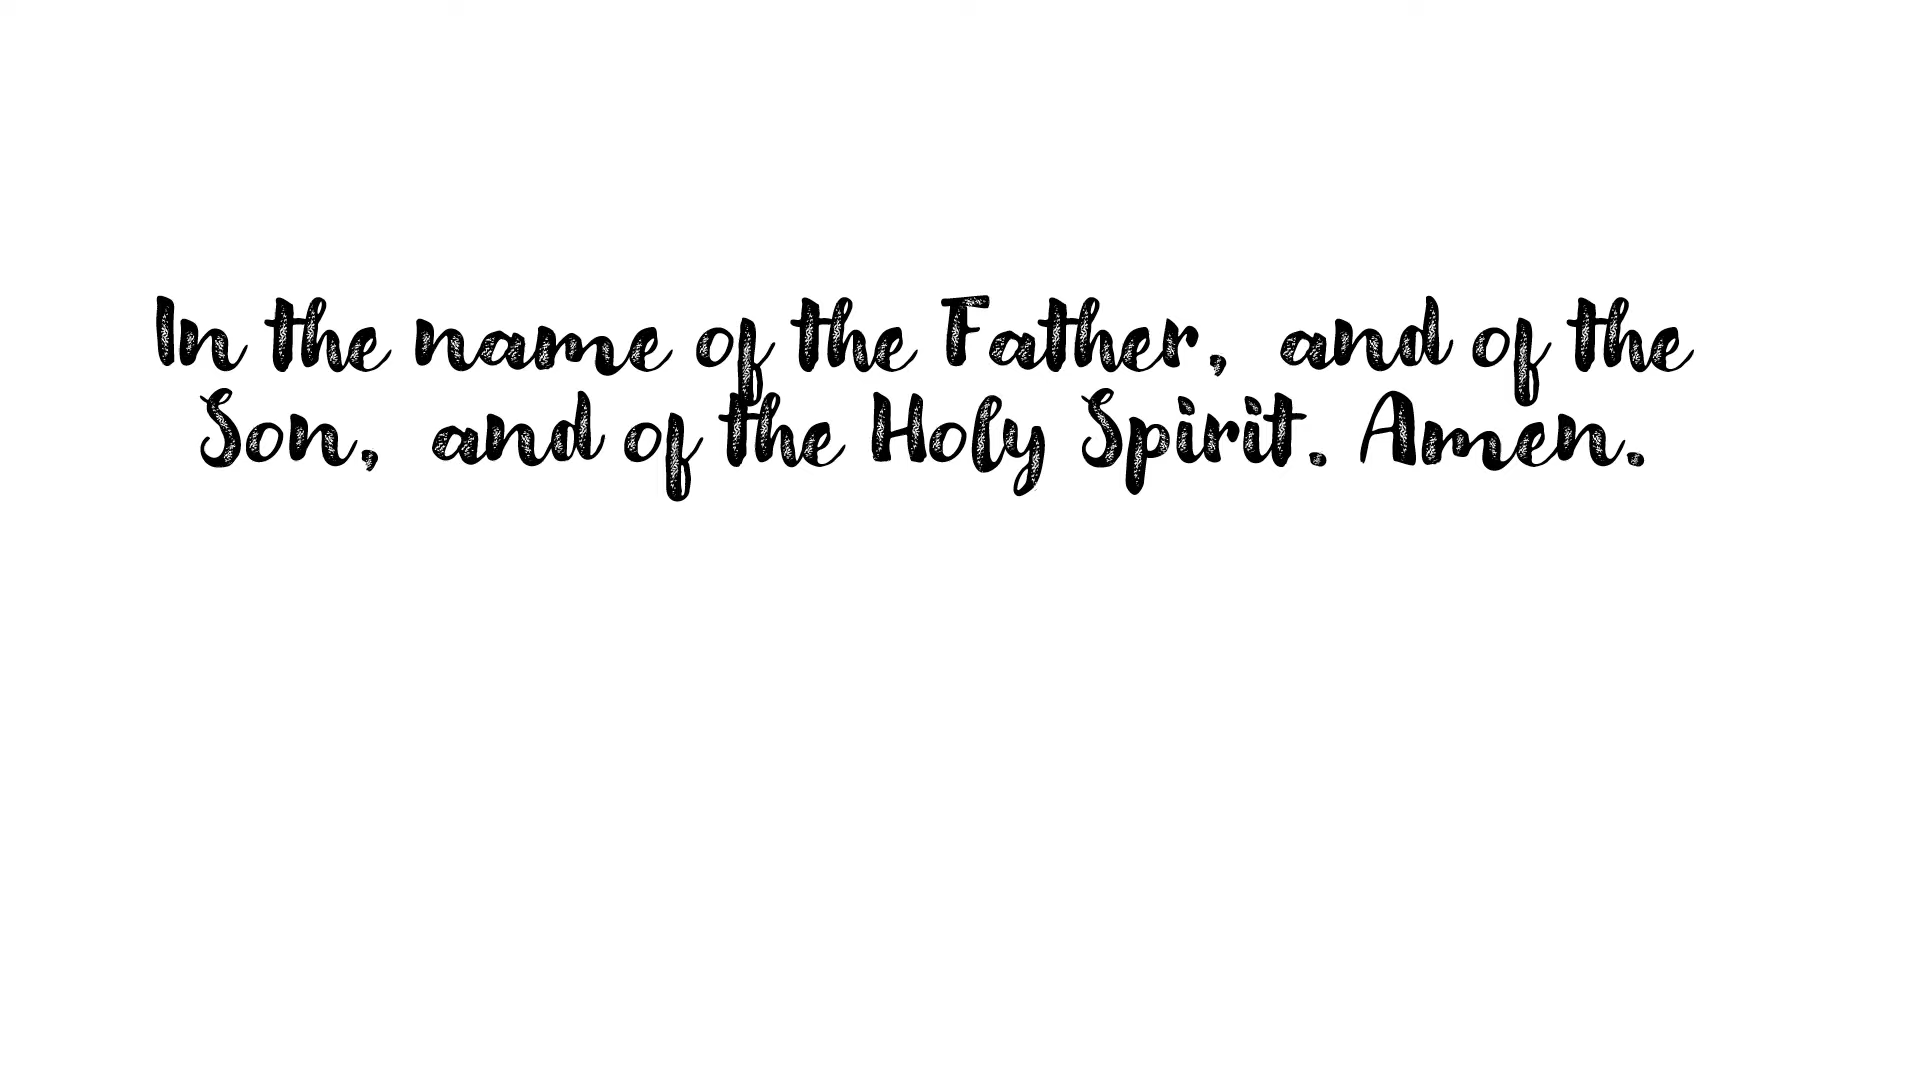 In the name of the Father, and of the
Son, and of the Holy Spirit. Amen.